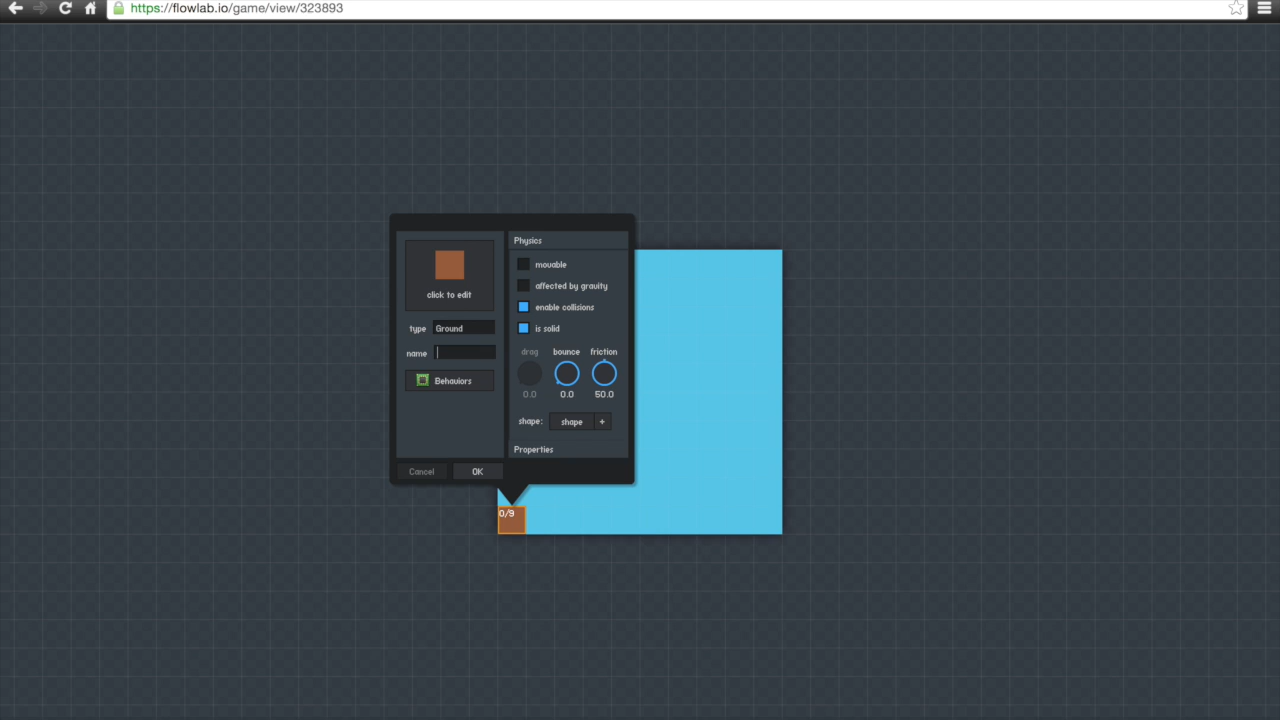 https://flowlab.io/game/view/323893
Physics
movable
click to edit
affected by gravity
enable collisions
type Ground
is solid
name
drag bounce friction
Behaviors
0.0 0.0 50.0
shape: shape +
Properties
Cancel OK
0/9